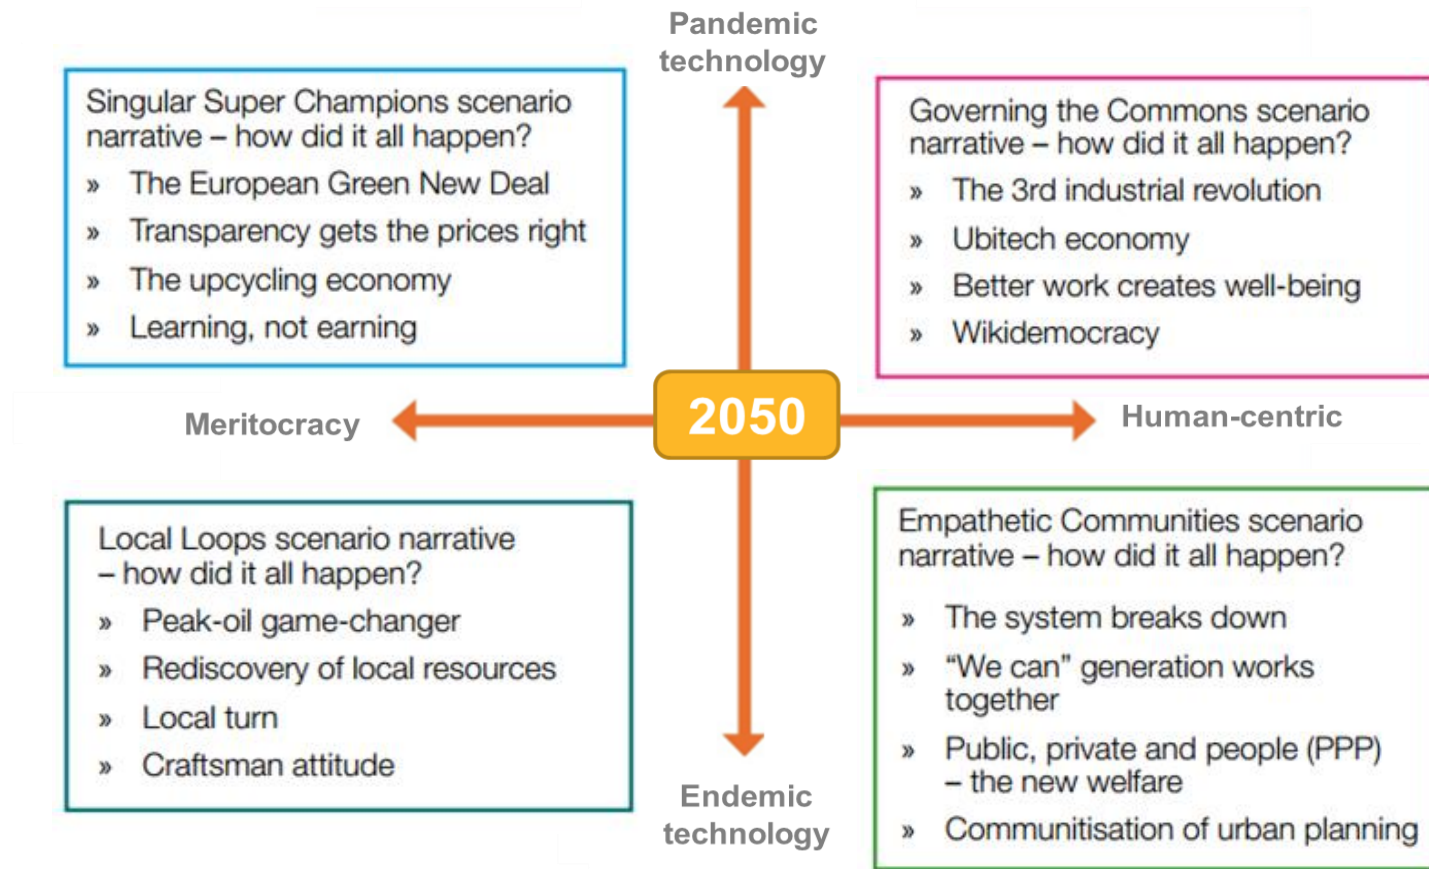 Pandemic
technology
Singular Super Champions scenario
narrative – how did it all happen?
» The European Green New Deal
» Transparency gets the prices right
» The upcycling economy
» Learning, not earning
Governing the Commons scenario
narrative – how did it all happen?
» The 3rd industrial revolution
» Ubitech economy
» Better work creates well-being
» Wikidemocracy
Meritocracy
2050
Human-centric
Local Loops scenario narrative
– how did it all happen?
» Peak-oil game-changer
» Rediscovery of local resources
» Local turn
» Craftsman attitude
Empathetic Communities scenario
narrative – how did it all happen?
» The system breaks down
» “We can” generation works
together
» Public, private and people (PPP)
– the new welfare
» Communitisation of urban planning
Endemic
technology